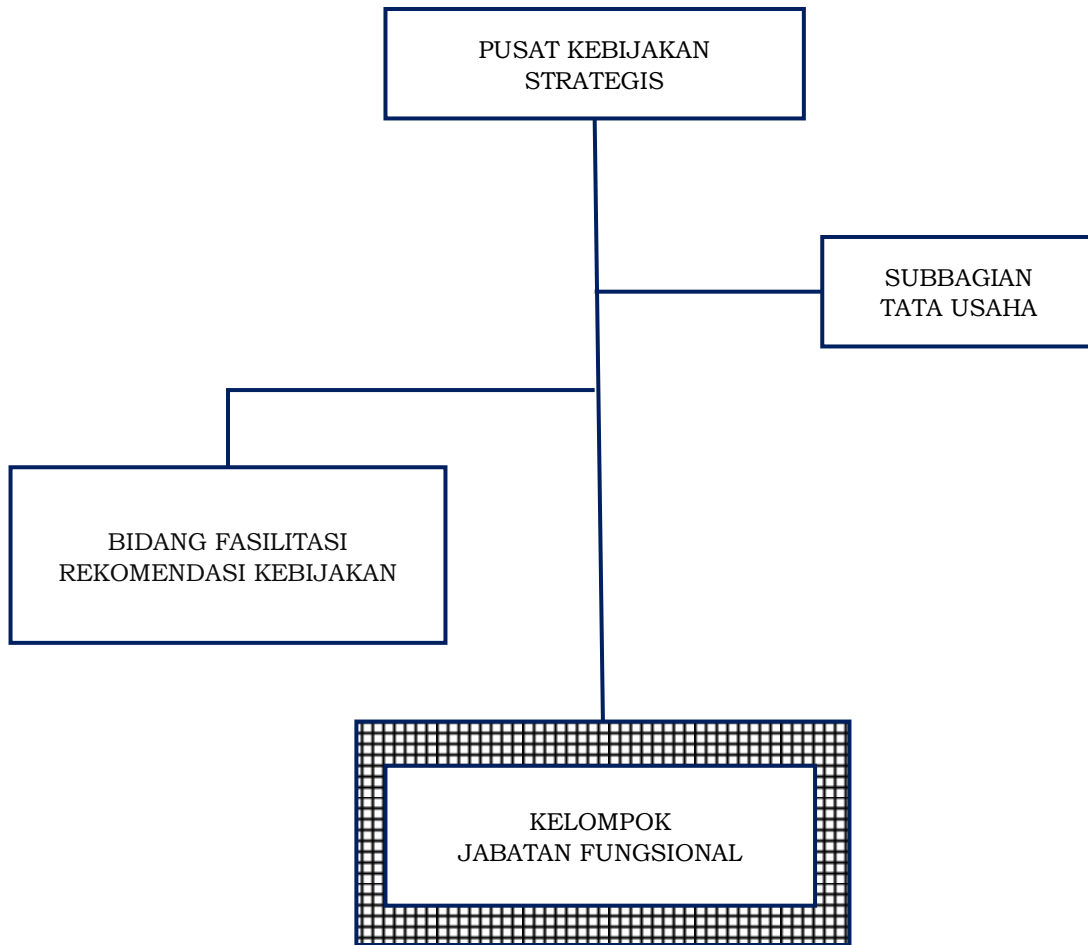 PUSAT KEBIJAKAN
STRATEGIS
SUBBAGIAN
TATA USAHA
BIDANG FASILITASI
REKOMENDASI KEBIJAKAN
KELOMPOK
JABATAN FUNGSIONAL